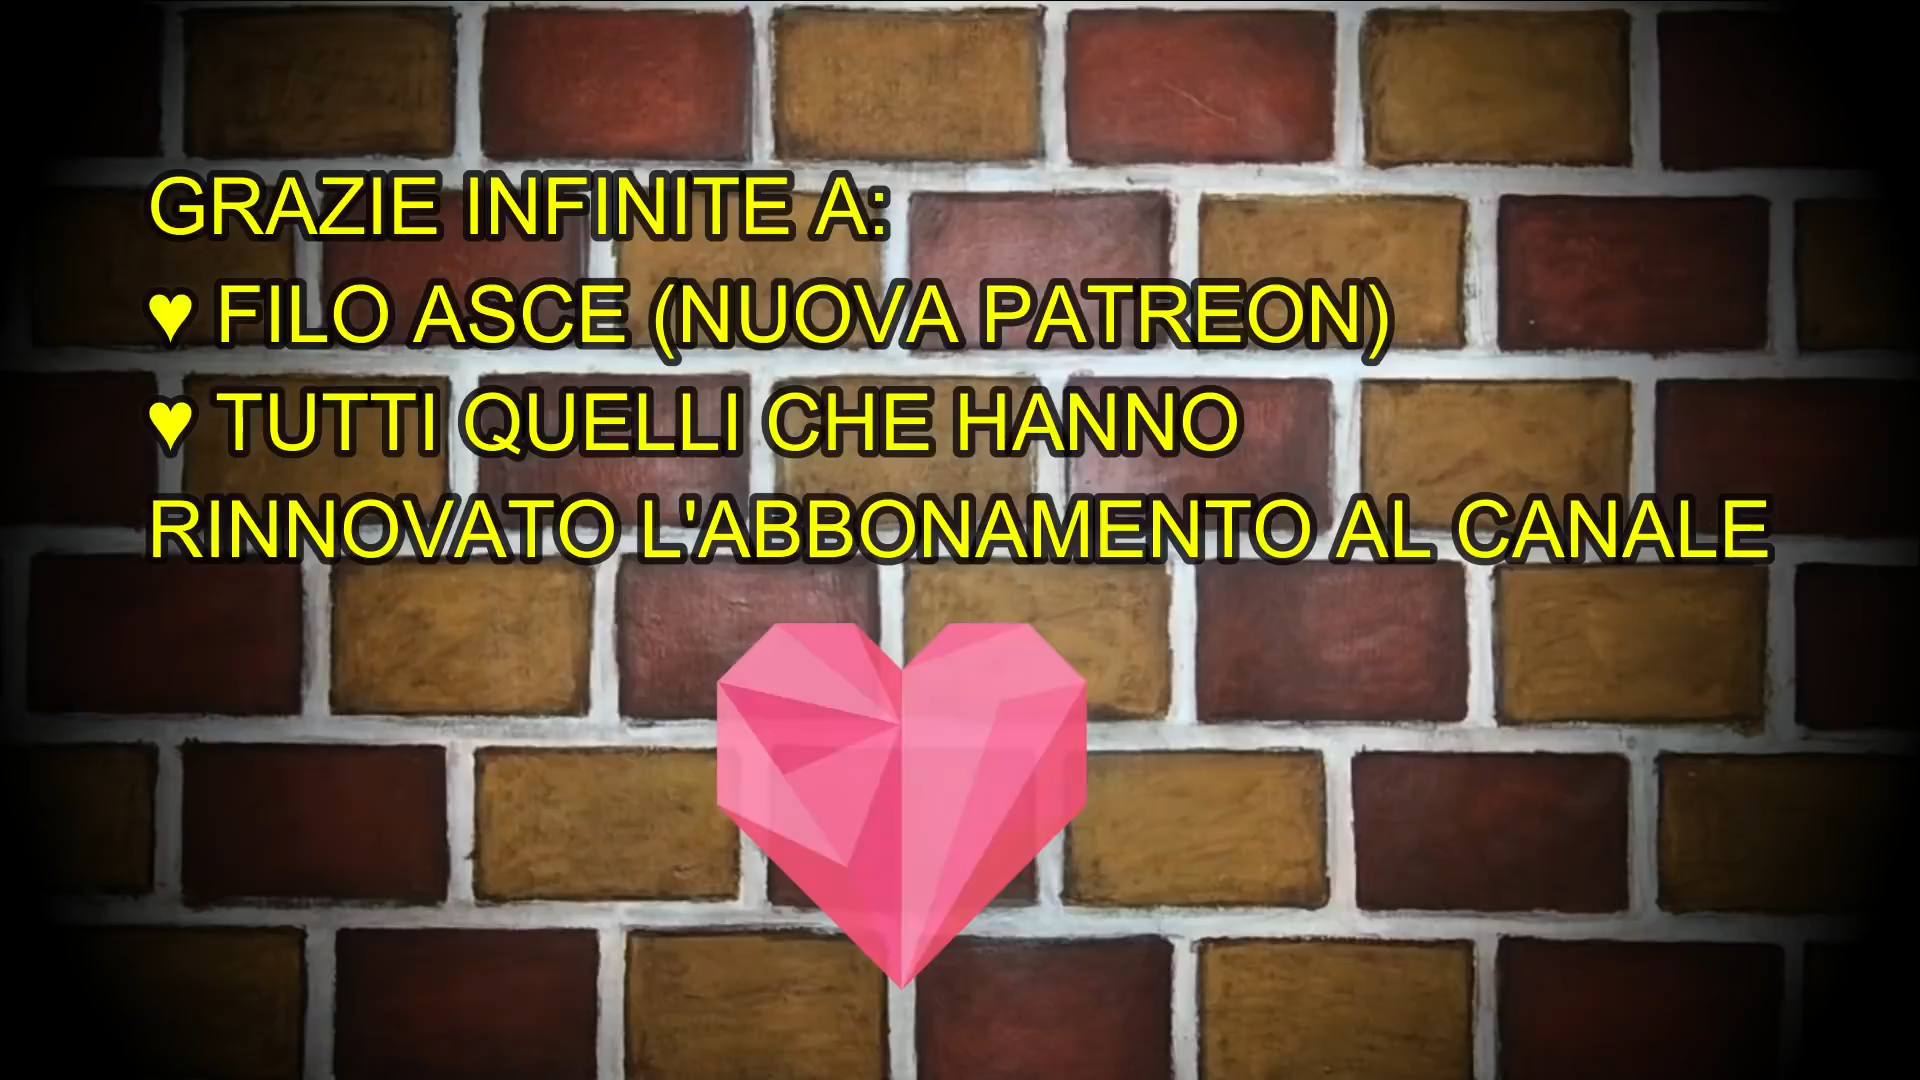 GRAZIE INFINITE A:
♥ FILO ASCE (NUOVA PATREON)
♥ TUTTI QUELLI CHE HANNO
RINNOVATO L'ABBONAMENTO AL CANALE